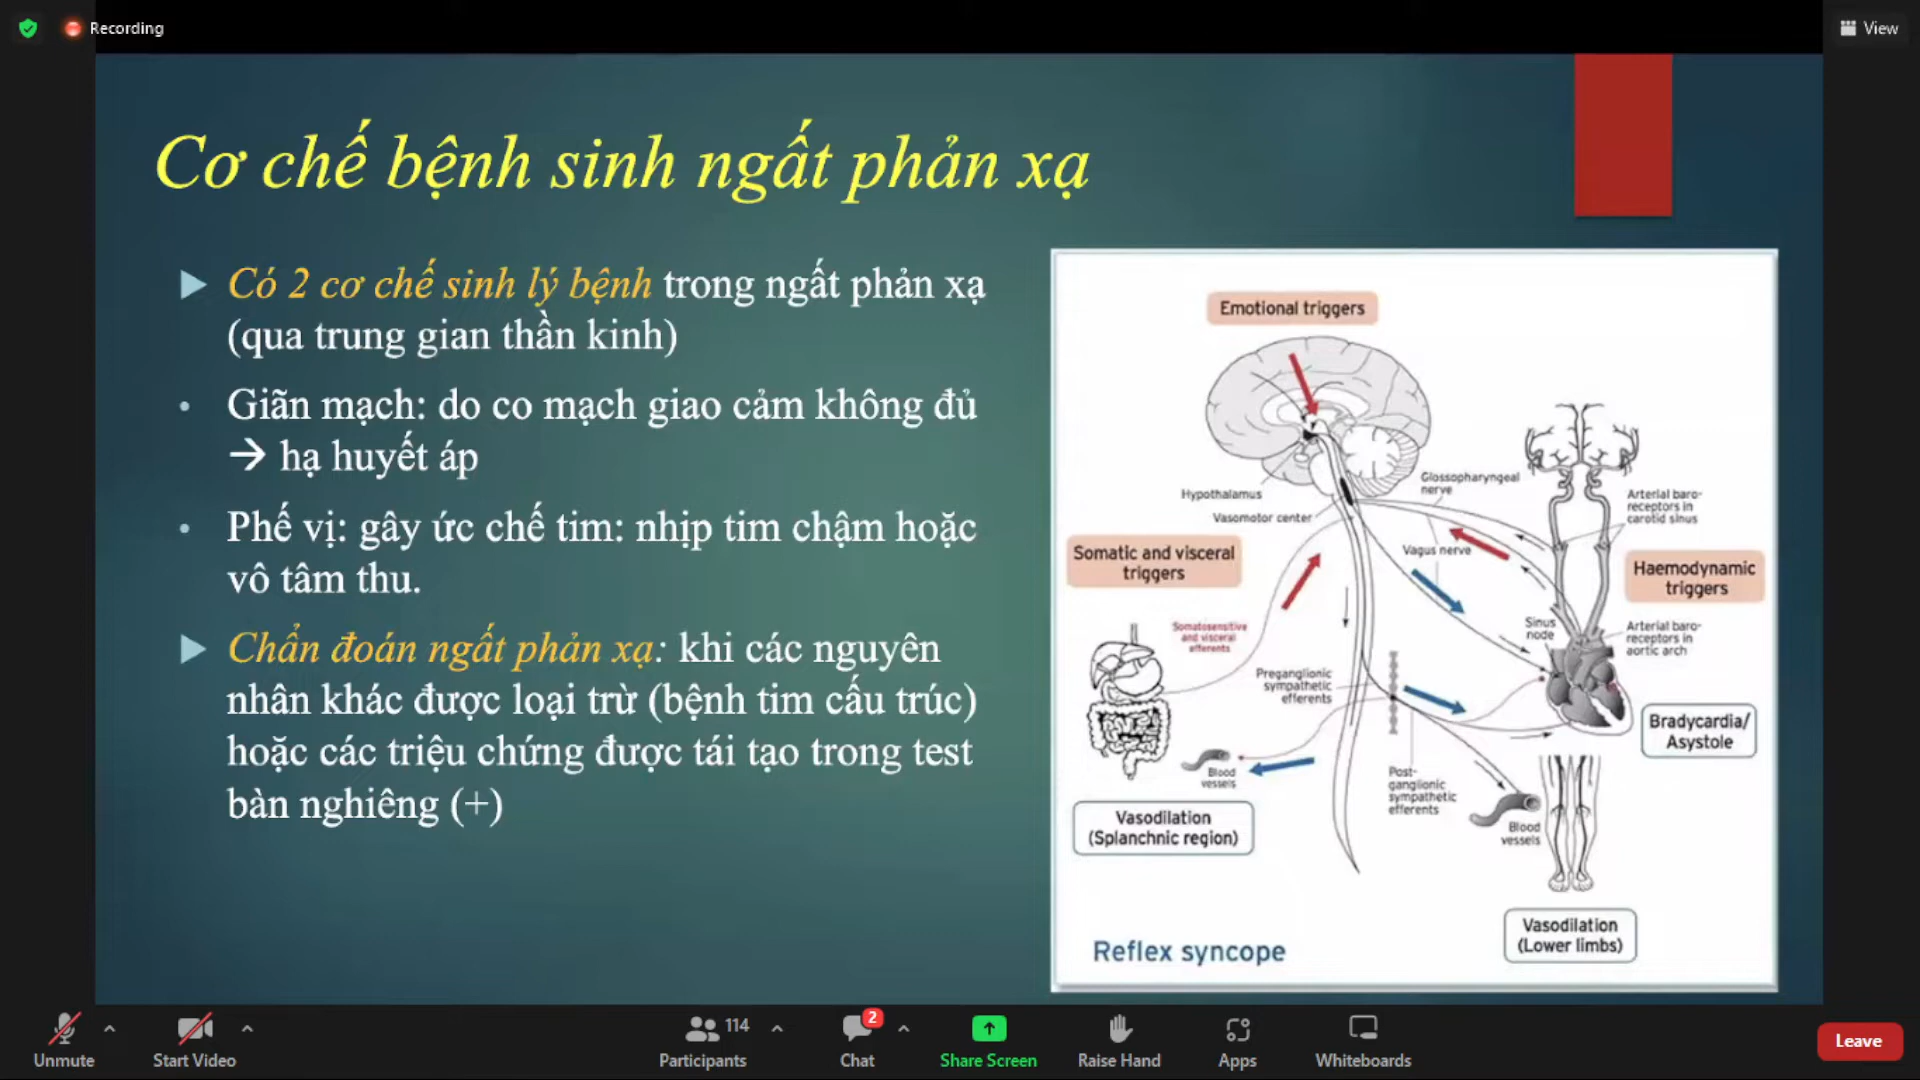 Recording
View
Cơ chế bệnh sinh ngất phản xạ
Có 2 cơ chế sinh lý bệnh trong ngất phản xạ
(qua trung gian thần kinh)
• Giãn mạch: do co mạch giao cảm không đủ
→ hạ huyết áp
• Phế vị: gây ức chế tim: nhịp tim chậm hoặc
vô tâm thu.
Chẩn đoán ngất phản xạ: khi các nguyên
nhân khác được loại trừ (bệnh tim cấu trúc)
hoặc các triệu chứng được tái tạo trong test
bàn nghiêng (+)
Emotional triggers
Hypothalamus
Vasomotor center
Glossopharyngeal
nerve
Vagus nerve
Arterial baro-
receptors in
carotid sinus
Somatic and visceral
triggers
Haemodynamic
triggers
Somatosensitive
and visceral
efferents
Sinus
node
Arterial baro-
receptors in
aortic arch
Preganglionic
sympathetic
efferents
Bradycardia/
Asystole
Blood
vessels
Post-
ganglionic
sympathetic
efferents
Vasodilation
(Splanchnic region)
Blood
vessels
Vasodilation
(Lower limbs)
Reflex syncope
Unmute
Start Video
114
Participants
2
Chat
Share Screen
Raise Hand
Apps
Whiteboards
Leave